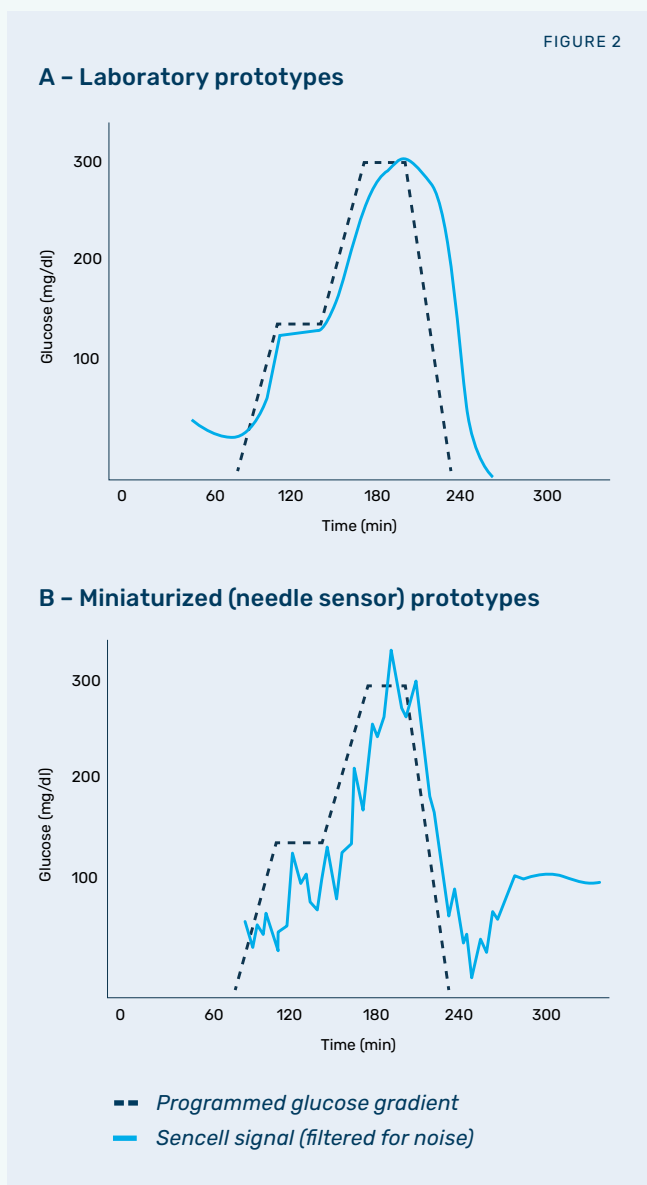 FIGURE 2
A – Laboratory prototypes
300
200
100
Glucose (mg/dl)
0 60 120 180 240 300
Time (min)
B – Miniaturized (needle sensor) prototypes
300
200
100
Glucose (mg/dl)
0 60 120 180 240 300
Time (min)
Programmed glucose gradient
Sencell signal (filtered for noise)